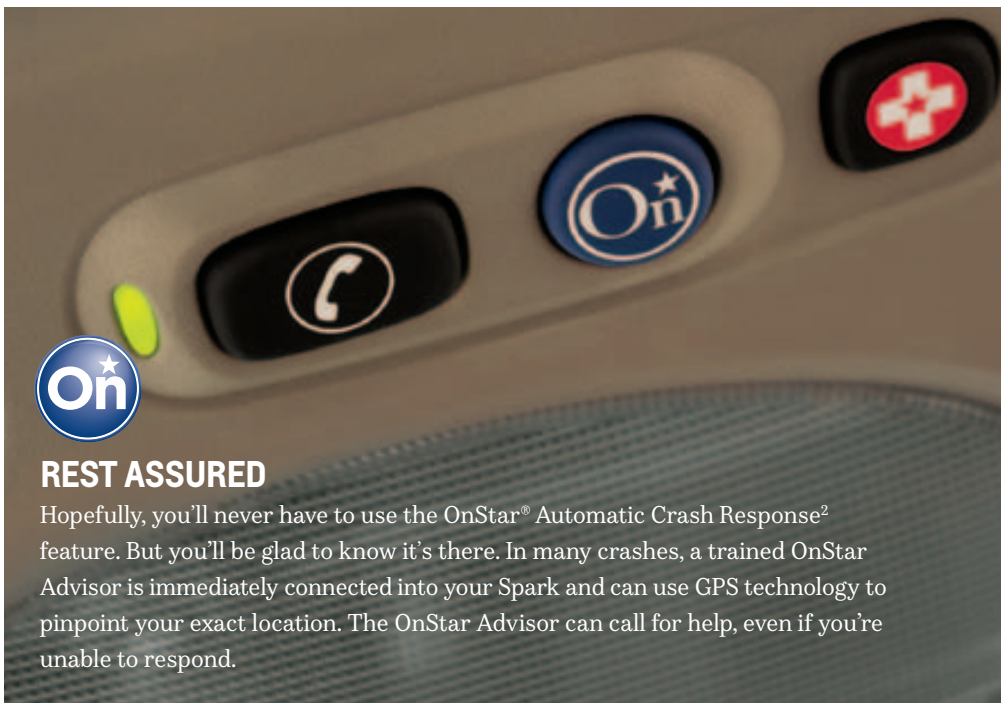 On
On
REST ASSURED
Hopefully, you'll never have to use the OnStar® Automatic Crash Response²
feature. But you'll be glad to know it's there. In many crashes, a trained OnStar
Advisor is immediately connected into your Spark and can use GPS technology to
pinpoint your exact location. The OnStar Advisor can call for help, even if you're
unable to respond.